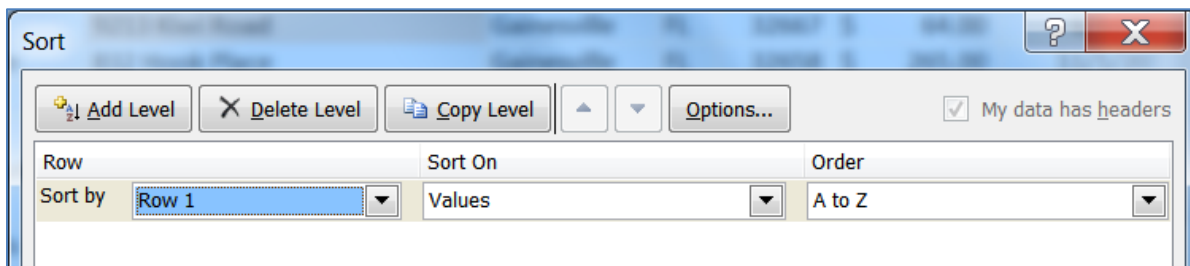 Sort
Add Level Delete Level Copy Level Options... My data has headers
Row Sort On Order
Sort by Row 1 Values A to Z